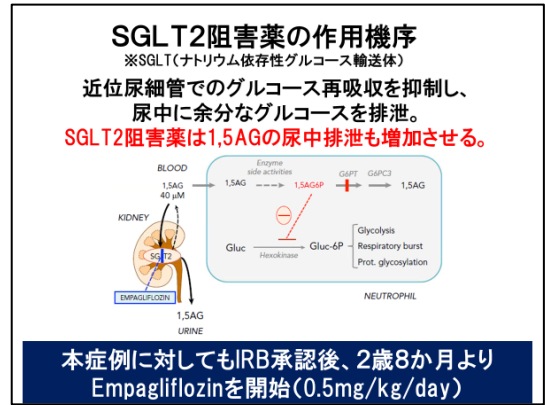 SGLT2阻害薬の作用機序
※SGLT(ナトリウム依存性グルコース輸送体)
近位尿細管でのグルコース再吸収を抑制し、
尿中に余分なグルコースを排泄。
SGLT2阻害薬は1,5AGの尿中排泄も増加させる。
BLOOD
1,5AG
40 μM
KIDNEY
SGLT2
EMPAGLIFLOZIN
1,5AG
URINE
1,5AG
Enzyme
side activities
1,5AG6P
G6PT
G6PC3
1,5AG
Gluc
Hexokinase
Gluc-6P
Glycolysis
Respiratory burst
Prot. glycosylation
NEUTROPHIL
本症例に対してもIRB承認後、2歳8か月より
Empagliflozinを開始(0.5mg/kg/day)